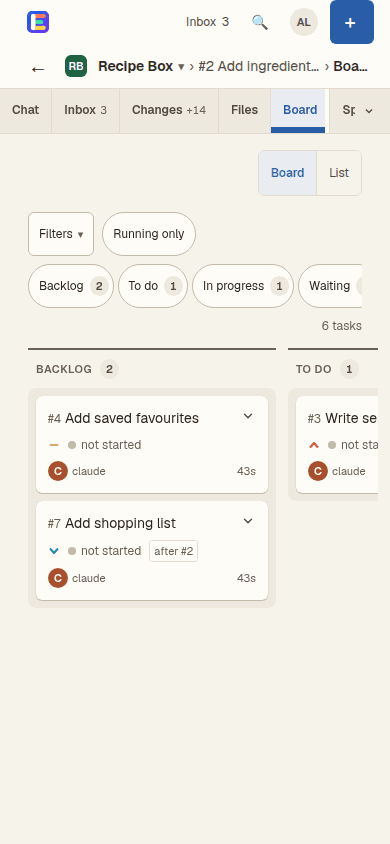 E
Inbox 3
AL
+
← RB Recipe Box ▾ › #2 Add ingredient... › Boa...
Chat
Inbox 3
Changes +14
Files
Board
Board
List
Filters ▾
Running only
Backlog 2
To do 1
In progress 1
Waiting
6 tasks
BACKLOG 2
#4 Add saved favourites
not started
C claude
43s
#7 Add shopping list
not started
after #2
C claude
43s
TO DO 1
#3 Write se
not sta
C claude